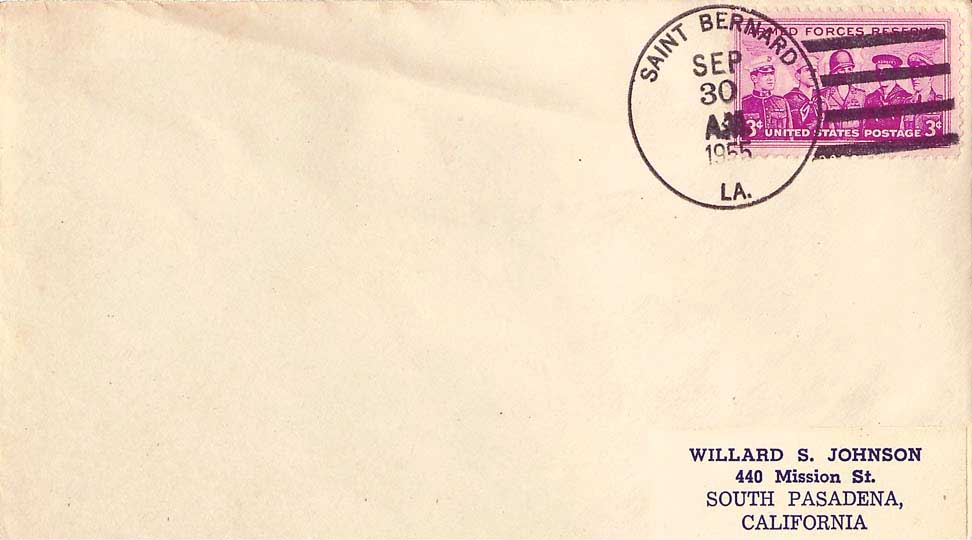 SAINT BERNARD
SEP
30
AM
1955
LA.
ARMED FORCES RESERVE
3¢ UNITED STATES POSTAGE 3¢
WILLARD S. JOHNSON
440 Mission St.
SOUTH PASADENA,
CALIFORNIA